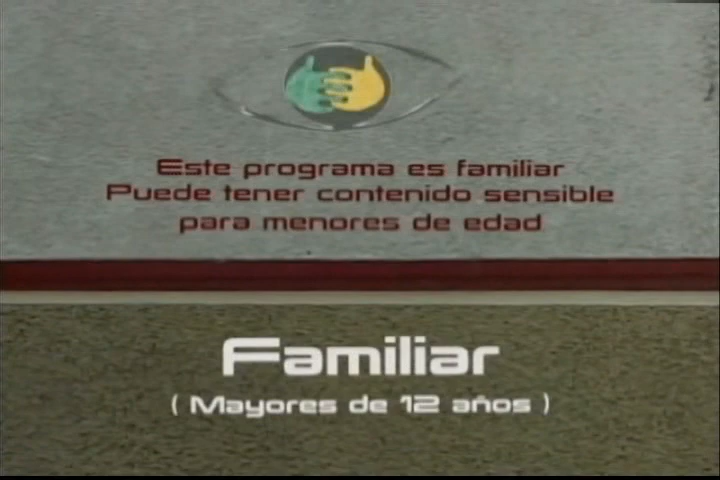 Este programa es familiar
Puede tener contenido sensible
para menores de edad
Familiar
( Mayores de 12 años )